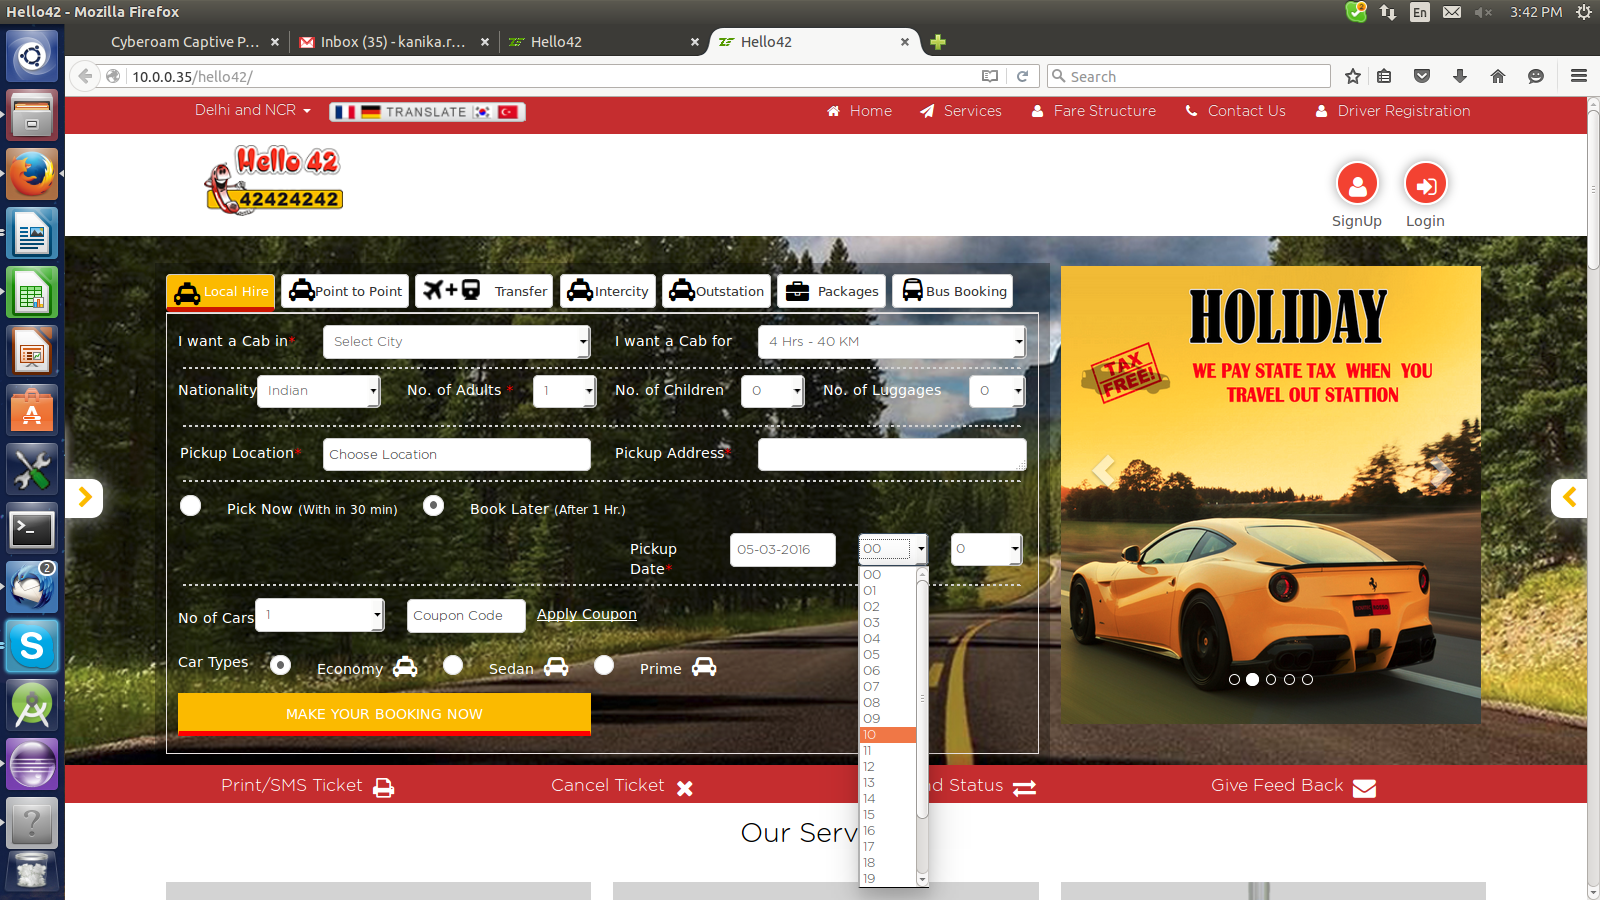 Hello42 - Mozilla Firefox
En
3:42 PM
Cyberoam Captive P...
Inbox (35) - kanika.r...
Hello42
Hello42
10.0.0.35/hello42/
Search
Delhi and NCR
TRANSLATE
Home
Services
Fare Structure
Contact Us
Driver Registration
Hello 42
42424242
SignUp
Login
Local Hire
Point to Point
Transfer
Intercity
Outstation
Packages
Bus Booking
I want a Cab in*
Select City
I want a Cab for
4 Hrs - 40 KM
Nationality
Indian
No. of Adults *
1
No. of Children
0
No. of Luggages
0
Pickup Location*
Choose Location
Pickup Address*
Pick Now (With in 30 min)
Book Later (After 1 Hr.)
Pickup
Date*
05-03-2016
00
0
00
01
02
03
04
05
06
07
08
09
10
11
12
13
14
15
16
17
18
19
No of Cars
1
Coupon Code
Apply Coupon
Car Types
Economy
Sedan
Prime
MAKE YOUR BOOKING NOW
HOLIDAY
TAX
FREE!
WE PAY STATE TAX WHEN YOU
TRAVEL OUT STATTION
Print/SMS Ticket
Cancel Ticket
d Status
Give Feed Back
Our Serv
2